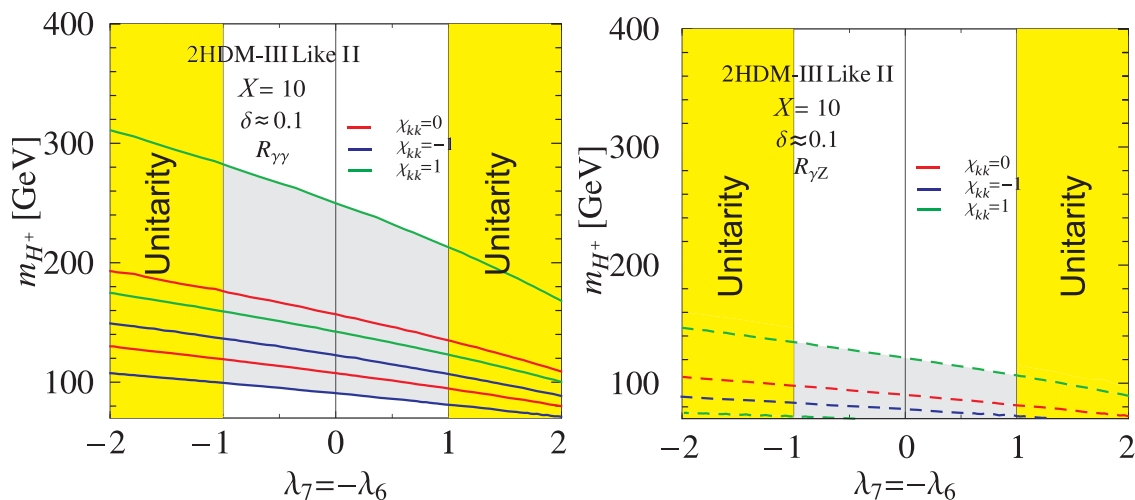 400
300
200
100
m_{H^+} [GeV]
2HDM-III Like II
X = 10
δ≈0.1
R_{γγ}
χ_{kk}=0
χ_{kk}=−1
χ_{kk}=1
Unitarity
Unitarity
−2 −1 0 1 2
λ_7=−λ_6
400
300
200
100
m_{H^+} [GeV]
2HDM-III Like II
X = 10
δ≈0.1
R_{γZ}
χ_{kk}=0
χ_{kk}=−1
χ_{kk}=1
Unitarity
Unitarity
−2 −1 0 1 2
λ_7=−λ_6